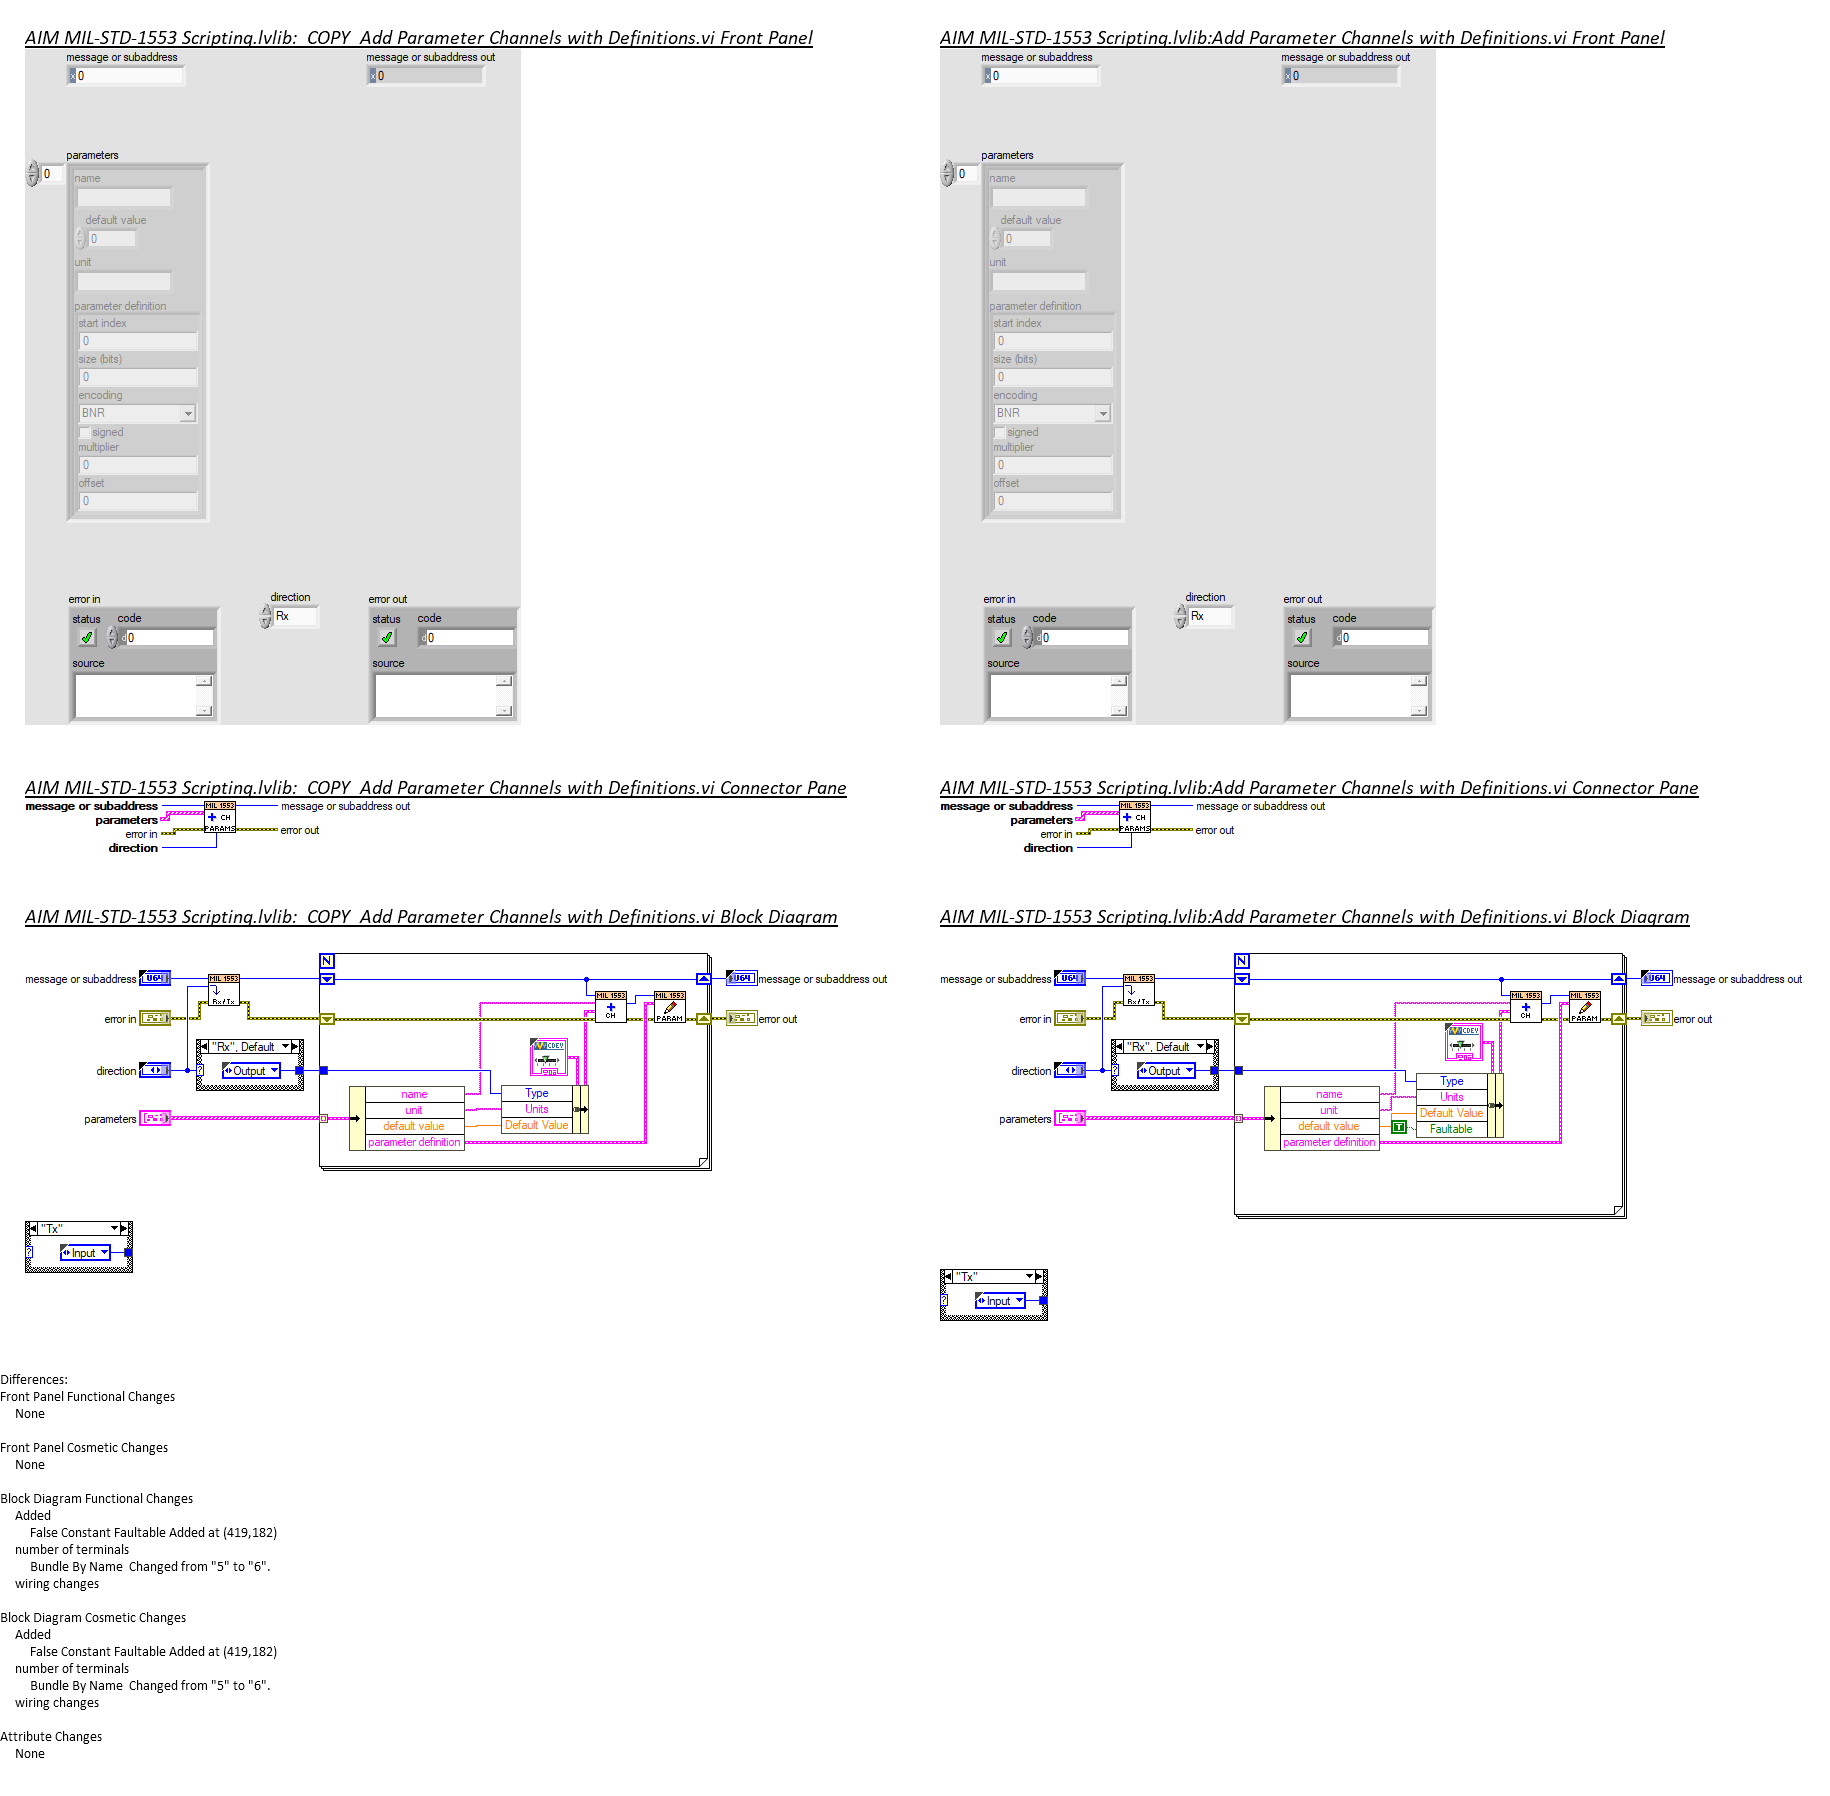 AIM MIL-STD-1553 Scripting.lvlib:  COPY  Add Parameter Channels with Definitions.vi Front Panel
message or subaddress
x 0
message or subaddress out
x 0
parameters
0
name
default value
0
unit
parameter definition
start index
0
size (bits)
0
encoding
BNR
signed
multiplier
0
offset
0
error in
status code
d 0
source
direction
Rx
error out
status code
d 0
source
AIM MIL-STD-1553 Scripting.lvlib:Add Parameter Channels with Definitions.vi Front Panel
message or subaddress
x 0
message or subaddress out
x 0
parameters
0
name
default value
0
unit
parameter definition
start index
0
size (bits)
0
encoding
BNR
signed
multiplier
0
offset
0
error in
status code
d 0
source
direction
Rx
error out
status code
d 0
source
AIM MIL-STD-1553 Scripting.lvlib:  COPY  Add Parameter Channels with Definitions.vi Connector Pane
message or subaddress
parameters
error in
direction
MIL 1553
+ CH
PARAMS
message or subaddress out
error out
AIM MIL-STD-1553 Scripting.lvlib:Add Parameter Channels with Definitions.vi Connector Pane
message or subaddress
parameters
error in
direction
MIL 1553
+ CH
PARAMS
message or subaddress out
error out
AIM MIL-STD-1553 Scripting.lvlib:  COPY  Add Parameter Channels with Definitions.vi Block Diagram
N
message or subaddress
U64
MIL 1553
Rx/Tx
U64
message or subaddress out
MIL 1553
+
CH
MIL 1553
PARAM
error in
error out
"Rx", Default
CDEV
direction
?
Output
name
unit
default value
parameter definition
Type
Units
Default Value
parameters
"Tx"
?
Input
AIM MIL-STD-1553 Scripting.lvlib:Add Parameter Channels with Definitions.vi Block Diagram
N
message or subaddress
U64
MIL 1553
Rx/Tx
U64
message or subaddress out
MIL 1553
+
CH
MIL 1553
PARAM
error in
error out
"Rx", Default
CDEV
direction
?
Output
name
unit
default value
parameter definition
Type
Units
Default Value
T
Faultable
parameters
"Tx"
?
Input
Differences:
Front Panel Functional Changes
None
Front Panel Cosmetic Changes
None
Block Diagram Functional Changes
Added
False Constant Faultable Added at (419,182)
number of terminals
Bundle By Name  Changed from "5" to "6".
wiring changes
Block Diagram Cosmetic Changes
Added
False Constant Faultable Added at (419,182)
number of terminals
Bundle By Name  Changed from "5" to "6".
wiring changes
Attribute Changes
None